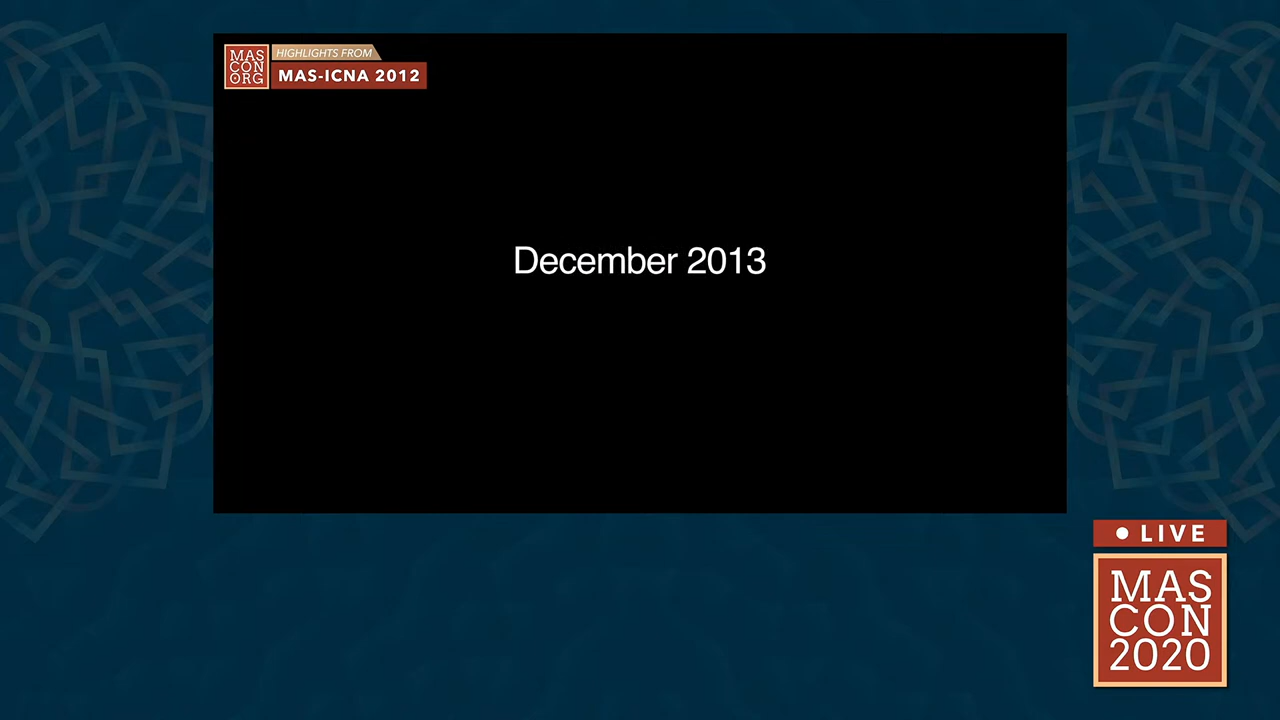 MAS
CON
ORG
HIGHLIGHTS FROM
MAS-ICNA 2012
December 2013
LIVE
MAS
CON
2020